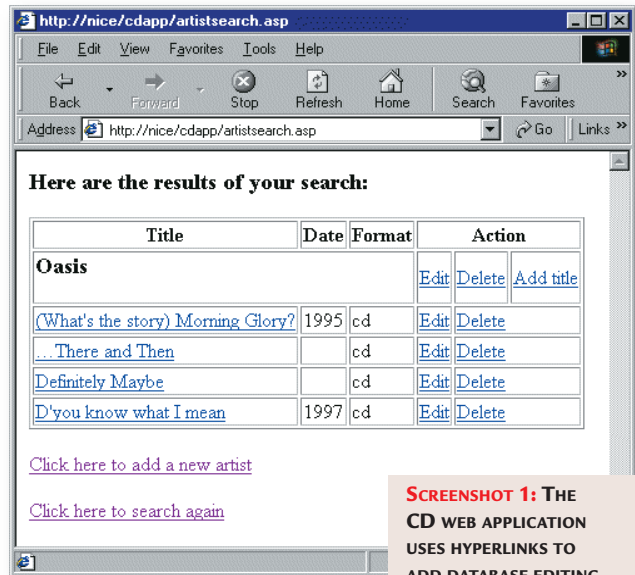 http://nice/cdapp/artistsearch.asp
File Edit View Favorites Tools Help
Back Forward Stop Refresh Home Search Favorites »
Address http://nice/cdapp/artistsearch.asp Go Links »
Here are the results of your search:
Title Date Format Action
Oasis Edit Delete Add title
(What's the story) Morning Glory? 1995 cd Edit Delete
...There and Then cd Edit Delete
Definitely Maybe cd Edit Delete
D'you know what I mean 1997 cd Edit Delete
Click here to add a new artist
Click here to search again
SCREENSHOT 1: THE
CD WEB APPLICATION
USES HYPERLINKS TO
ADD DATABASE EDITING